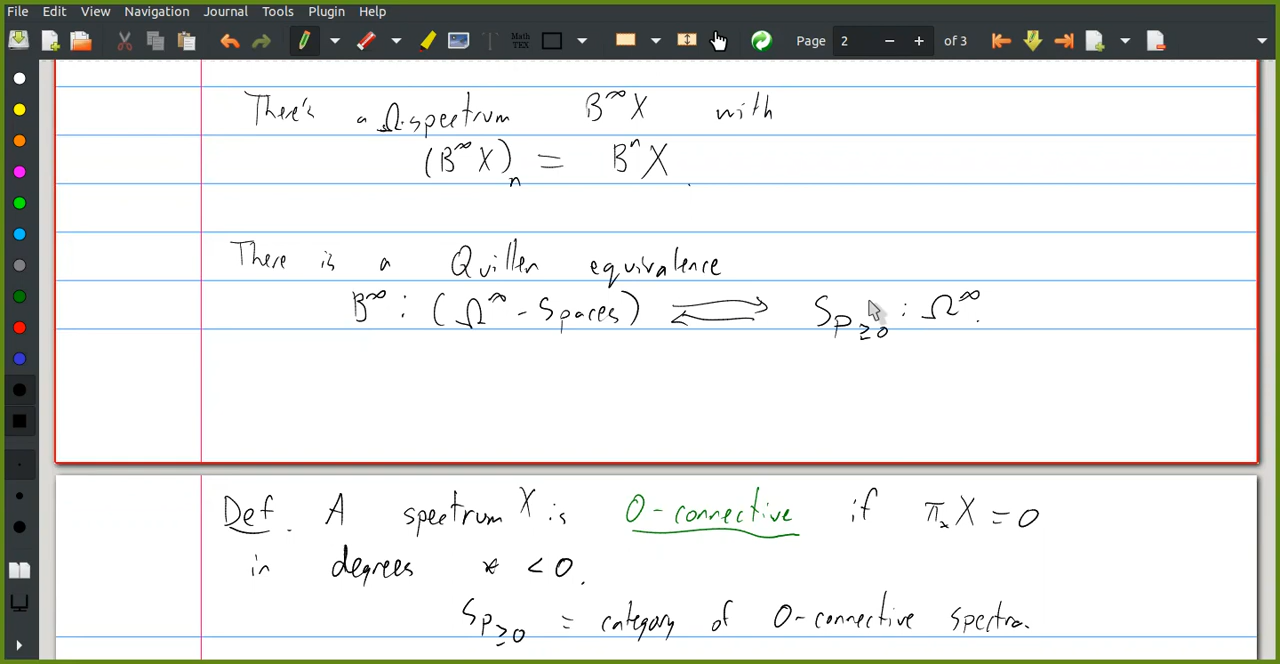 File Edit View Navigation Journal Tools Plugin Help
Math TEX Page 2 of 3
There's a Ω-spectrum B^∞X with
(B^∞X)_n = B^nX.
There is a Quillen equivalence
B^∞ : (Ω^∞ - Spaces) ⇄ Sp_≥0 : Ω^∞.
Def. A spectrum X is 0-connective if π_*X = 0
in degrees * < 0.
Sp_≥0 = category of 0-connective spectra.